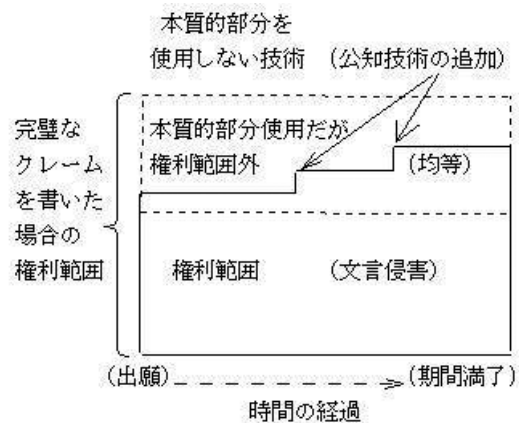 本質的部分を
使用しない技術 (公知技術の追加)
完璧な
クレーム
を書いた
場合の
権利範囲
本質的部分使用だが
権利範囲外
(均等)
権利範囲
(文言侵害)
(出願)
(期間満了)
時間の経過